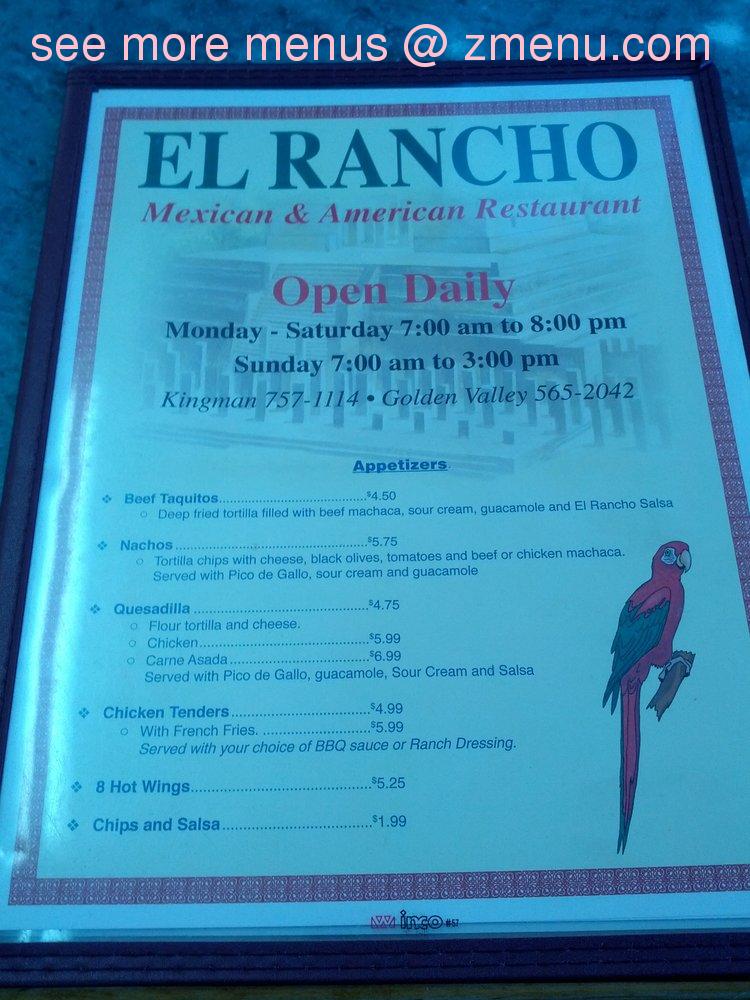 see more menus @ zmenu.com
EL RANCHO
Mexican & American Restaurant
Open Daily
Monday - Saturday 7:00 am to 8:00 pm
Sunday 7:00 am to 3:00 pm
Kingman 757-1114 • Golden Valley 565-2042
Appetizers
❖ Beef Taquitos........................................$4.50
○ Deep fried tortilla filled with beef machaca, sour cream, guacamole and El Rancho Salsa
❖ Nachos....................................................$5.75
○ Tortilla chips with cheese, black olives, tomatoes and beef or chicken machaca.
Served with Pico de Gallo, sour cream and guacamole
❖ Quesadilla..............................................$4.75
○ Flour tortilla and cheese.
○ Chicken.............................................$5.99
○ Carne Asada.....................................$6.99
Served with Pico de Gallo, guacamole, Sour Cream and Salsa
❖ Chicken Tenders.....................................$4.99
○ With French Fries. ..............................$5.99
Served with your choice of BBQ sauce or Ranch Dressing.
❖ 8 Hot Wings.............................................$5.25
❖ Chips and Salsa......................................$1.99
inco #57